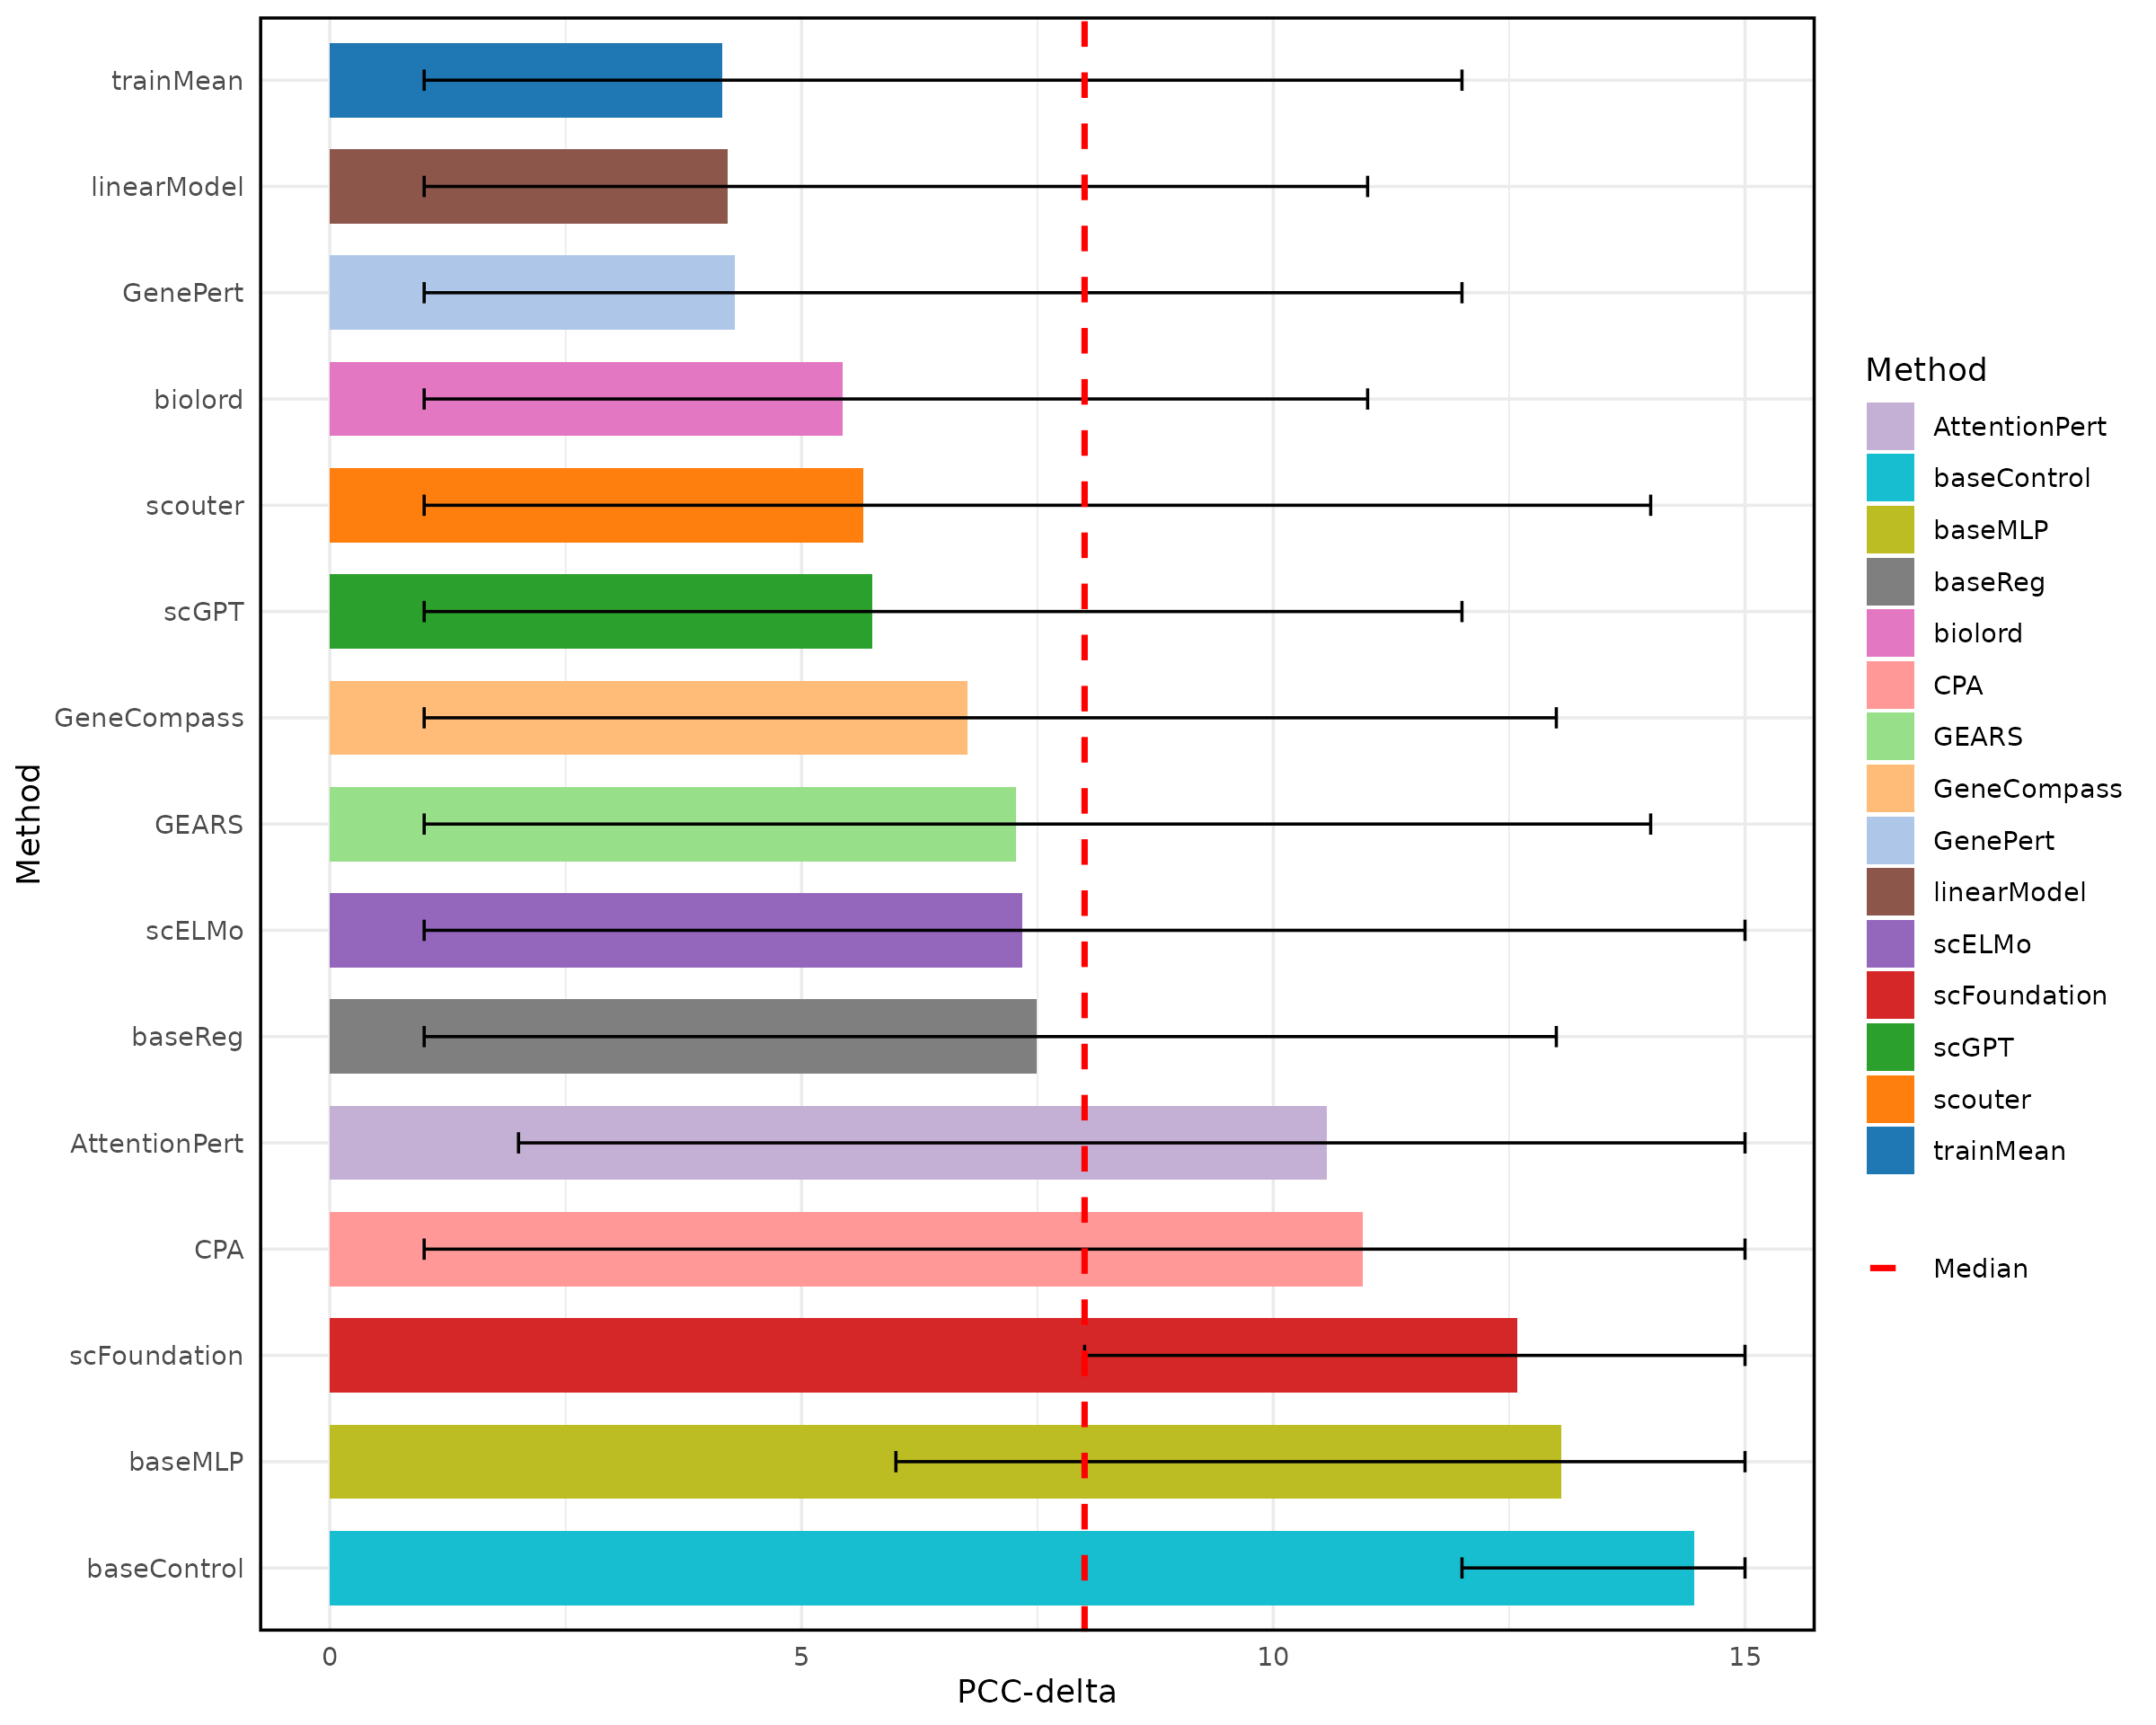 trainMean
linearModel
GenePert
biolord
scouter
scGPT
GeneCompass
GEARS
scELMo
baseReg
AttentionPert
CPA
scFoundation
baseMLP
baseControl
Method
0 5 10 15
PCC-delta
Method
AttentionPert
baseControl
baseMLP
baseReg
biolord
CPA
GEARS
GeneCompass
GenePert
linearModel
scELMo
scFoundation
scGPT
scouter
trainMean
Median